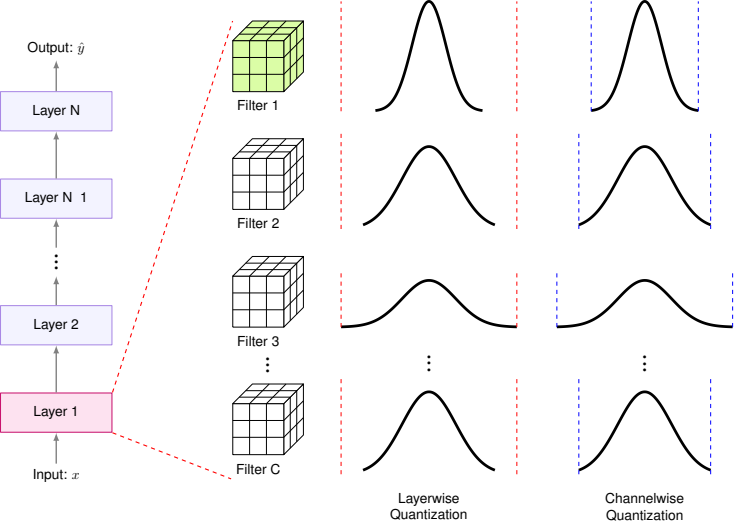 Output: ŷ
Layer N
Layer N 1
Layer 2
Layer 1
Input: x
Filter 1
Filter 2
Filter 3
Filter C
Layerwise
Quantization
Channelwise
Quantization